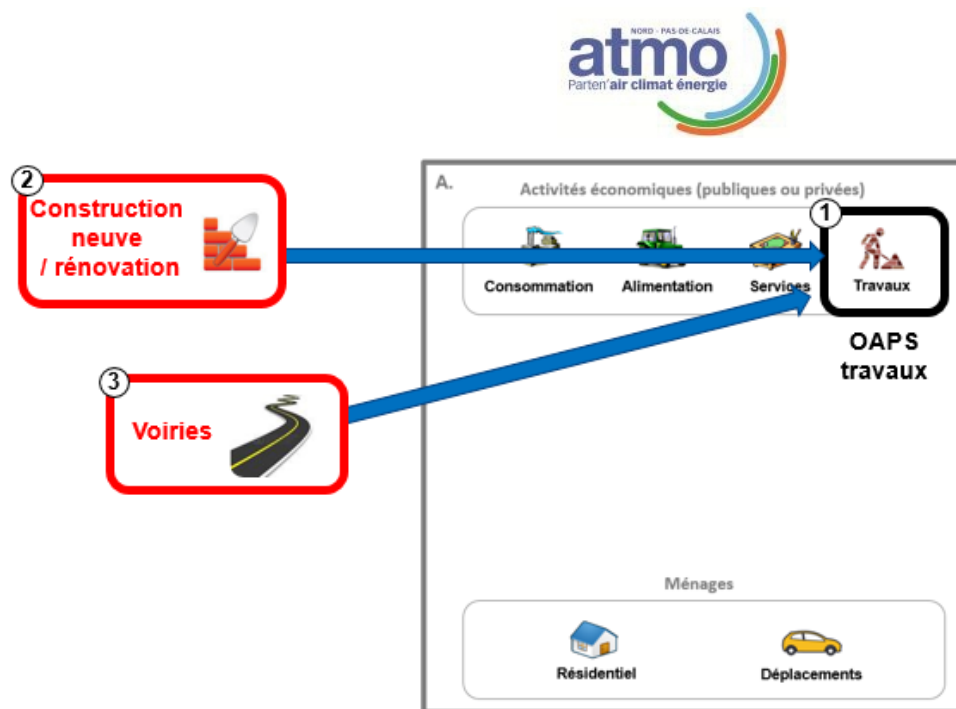 NORD - PAS-DE-CALAIS
atmo
Parten'air climat énergie
2
Construction
neuve
/ rénovation
A.
Activités économiques (publiques ou privées)
1
Consommation
Alimentation
Services
Travaux
OAPS
travaux
3
Voiries
Ménages
Résidentiel
Déplacements